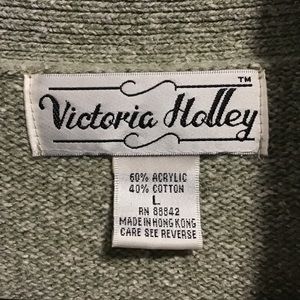 TM
Victoria Holley
60% ACRYLIC
40% COTTON
L
RN 88842
MADE IN HONG KONG
CARE SEE REVERSE